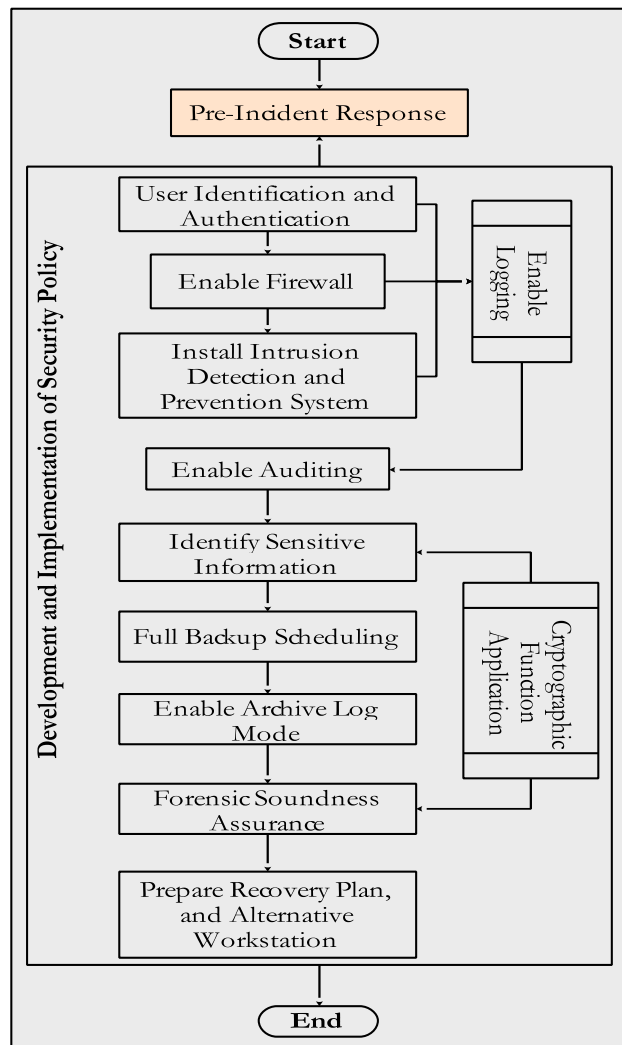 Start
Pre-Incident Response
Development and Implementation of Security Policy
User Identification and
Authentication
Enable Firewall
Install Intrusion
Detection and
Prevention System
Enable
Logging
Enable Auditing
Identify Sensitive
Information
Full Backup Scheduling
Enable Archive Log
Mode
Forensic Soundness
Assurance
Cryptographic
Function
Application
Prepare Recovery Plan,
and Alternative
Workstation
End